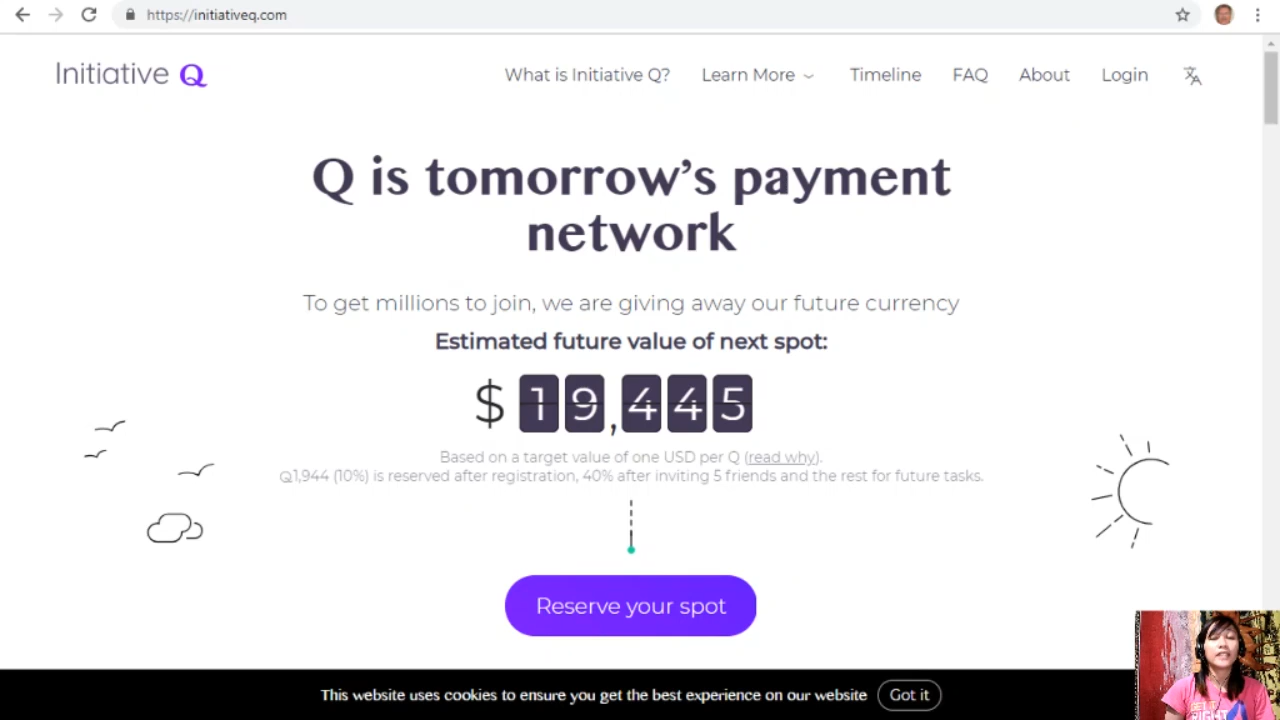 https://initiativeq.com
Initiative Q
What is Initiative Q? Learn More Timeline FAQ About Login
Q is tomorrow's payment
network
To get millions to join, we are giving away our future currency
Estimated future value of next spot:
$ 19,445
Based on a target value of one USD per Q (read why).
Q1,944 (10%) is reserved after registration, 40% after inviting 5 friends and the rest for future tasks.
Reserve your spot
This website uses cookies to ensure you get the best experience on our website Got it